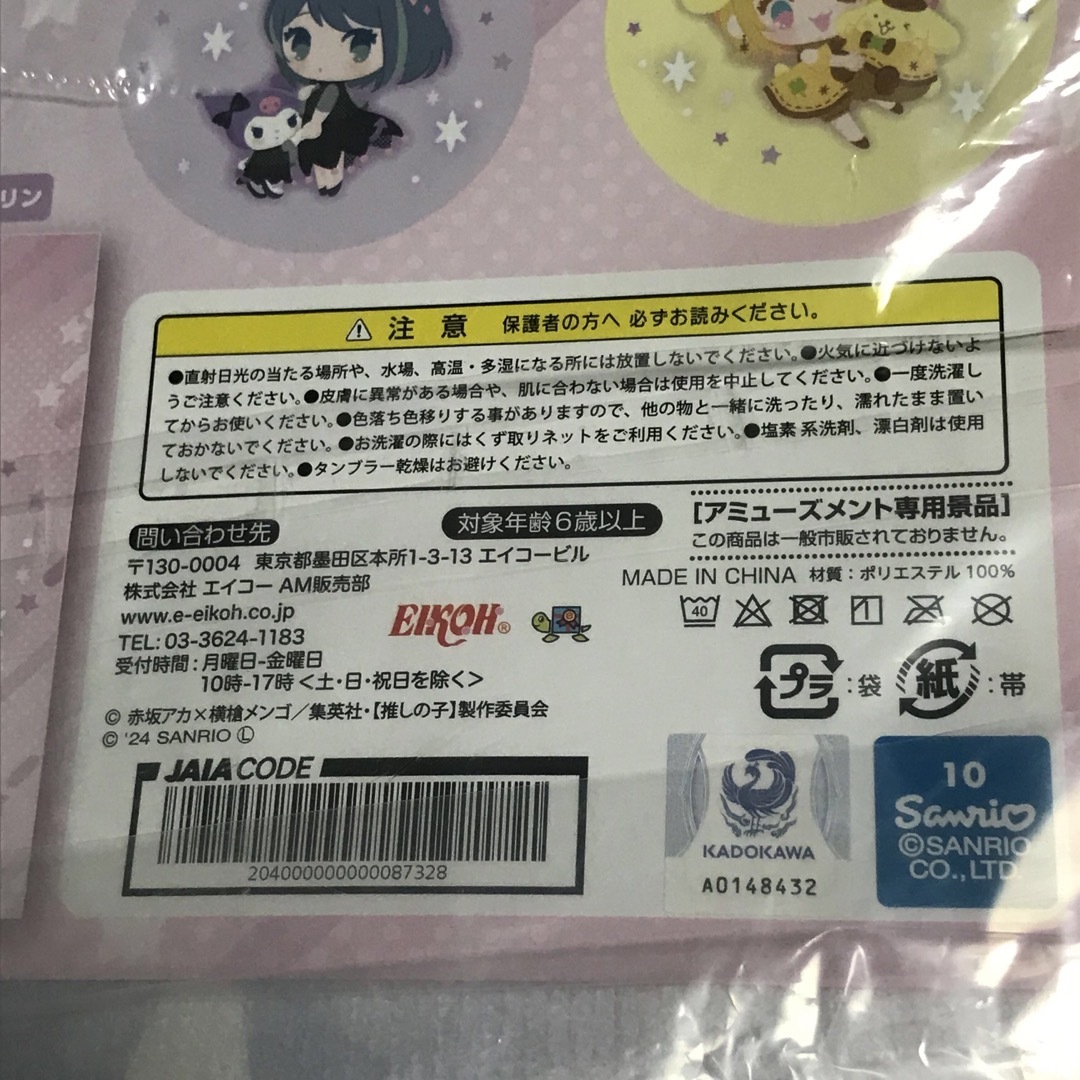 リン
注意 保護者の方へ 必ずお読みください。
●直射日光の当たる場所や、水場、高温・多湿になる所には放置しないでください。●火気に近づけないよ
うご注意ください。●皮膚に異常がある場合や、肌に合わない場合は使用を中止してください。●一度洗濯し
てからお使いください。●色落ち色移りする事がありますので、他の物と一緒に洗ったり、濡れたまま置い
ておかないでください。●お洗濯の際にはくず取りネットをご利用ください。●塩素系洗剤、漂白剤は使用
しないでください。●タンブラー乾燥はお避けください。
問い合わせ先
対象年齢6歳以上
〒130-0004 東京都墨田区本所1-3-13 エイコービル
株式会社 エイコー AM販売部
www.e-eikoh.co.jp
TEL: 03-3624-1183
受付時間:月曜日-金曜日
10時-17時<土・日・祝日を除く>
EIKOH®
[アミューズメント専用景品]
この商品は一般市販されておりません。
MADE IN CHINA 材質:ポリエステル100%
40
プラ:袋 紙:帯
© 赤坂アカ×横槍メンゴ/集英社・【推しの子】製作委員会
© '24 SANRIO Ⓛ
JAIA CODE
204000000000087328
KADOKAWA
A0148432
10
Sanrio
©SANRIO
CO.,LTD.